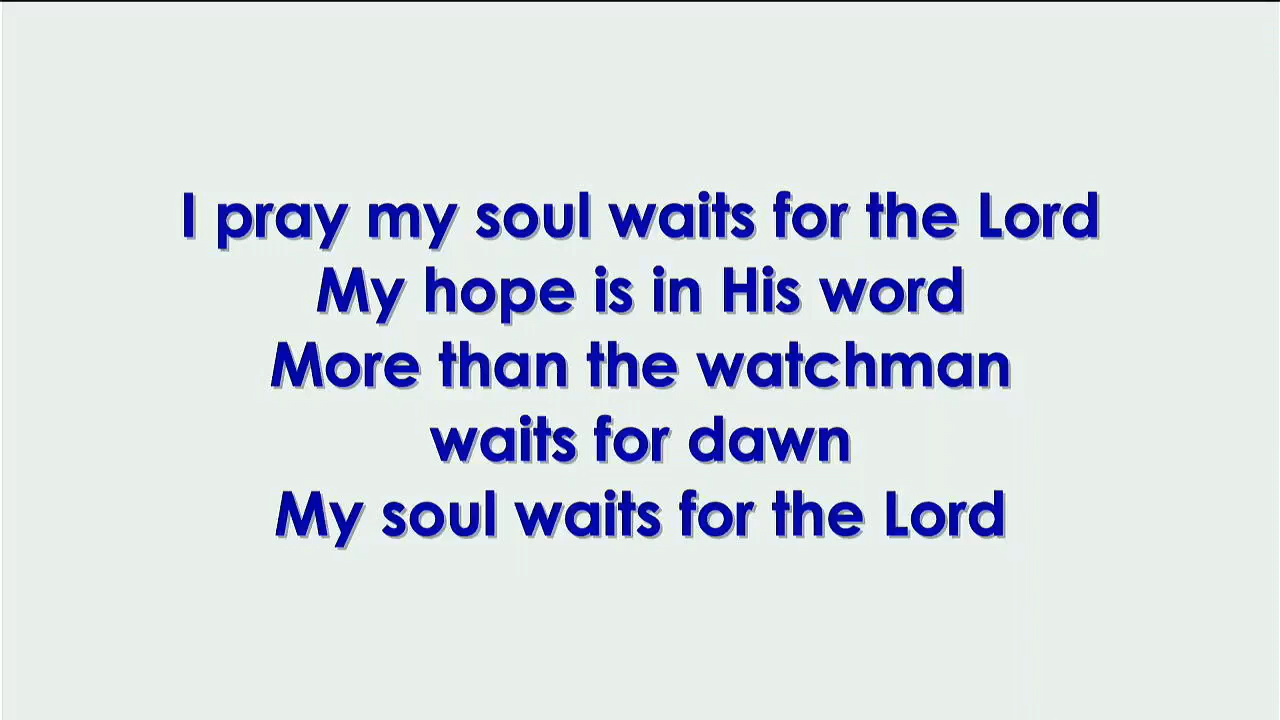 I pray my soul waits for the Lord
My hope is in His word
More than the watchman
waits for dawn
My soul waits for the Lord